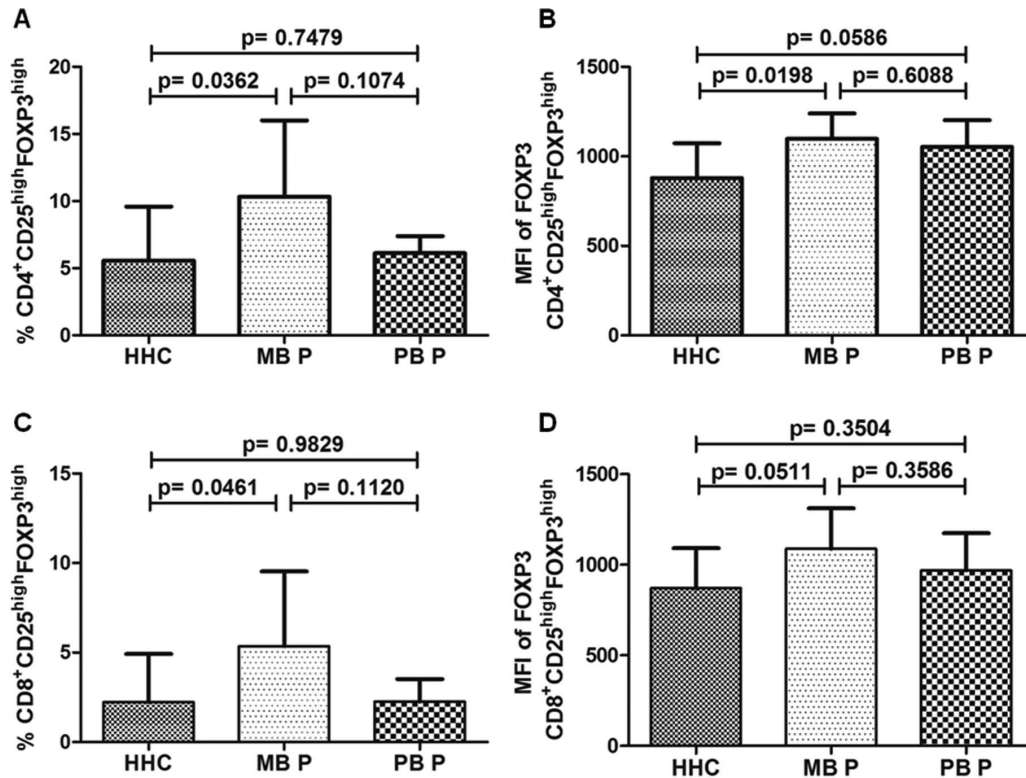 A
p= 0.7479
p= 0.0362
p= 0.1074
% CD4+CD25highFOXP3high
20
15
10
5
0
HHC
MB P
PB P
B
p= 0.0586
p= 0.0198
p= 0.6088
MFI of FOXP3
CD4+CD25highFOXP3high
1500
1000
500
0
HHC
MB P
PB P
C
p= 0.9829
p= 0.0461
p= 0.1120
% CD8+CD25highFOXP3high
15
10
5
0
HHC
MB P
PB P
D
p= 0.3504
p= 0.0511
p= 0.3586
MFI of FOXP3
CD8+CD25highFOXP3high
1500
1000
500
0
HHC
MB P
PB P